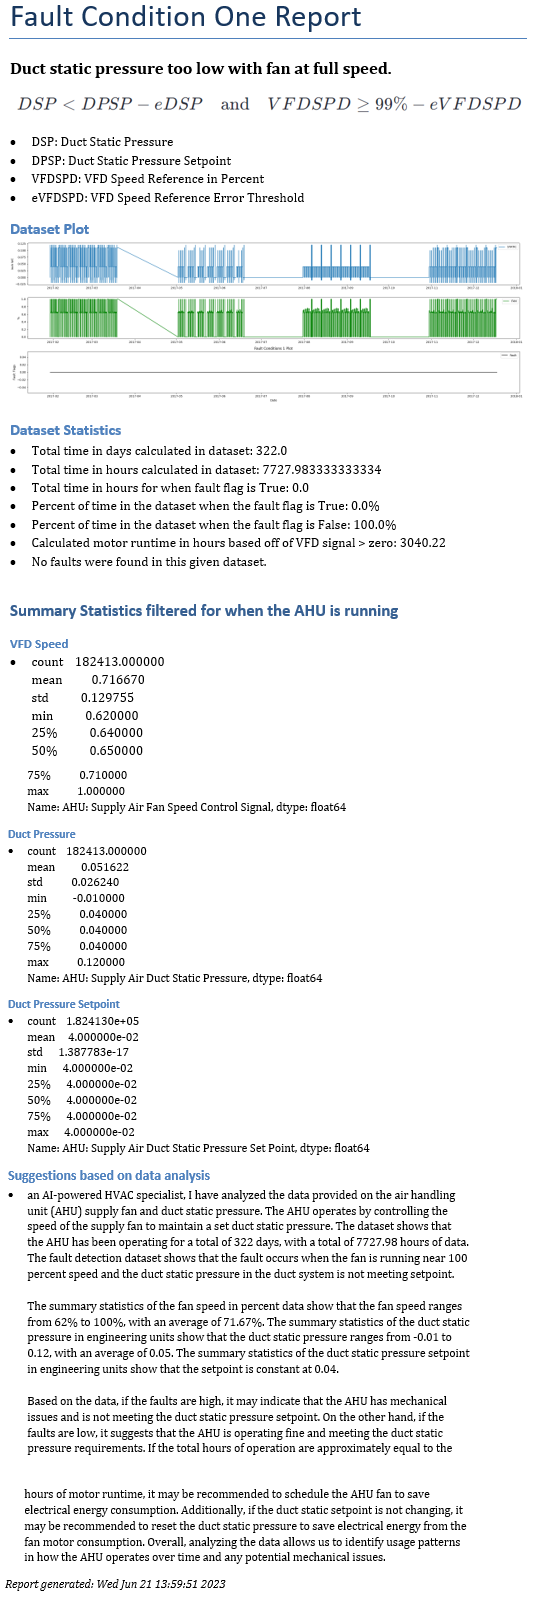 Fault Condition One Report
Duct static pressure too low with fan at full speed.
DSP < DPSP − eDSP and VFDSPD ≥ 99% − eVFDSPD
• DSP: Duct Static Pressure
• DPSP: Duct Static Pressure Setpoint
• VFDSPD: VFD Speed Reference in Percent
• eVFDSPD: VFD Speed Reference Error Threshold
Dataset Plot
Fault Conditions 1 Plot
Dataset Statistics
• Total time in days calculated in dataset: 322.0
• Total time in hours calculated in dataset: 7727.983333333334
• Total time in hours for when fault flag is True: 0.0
• Percent of time in the dataset when the fault flag is True: 0.0%
• Percent of time in the dataset when the fault flag is False: 100.0%
• Calculated motor runtime in hours based off of VFD signal > zero: 3040.22
• No faults were found in this given dataset.
Summary Statistics filtered for when the AHU is running
VFD Speed
• count 182413.000000
mean 0.716670
std 0.129755
min 0.620000
25% 0.640000
50% 0.650000
75% 0.710000
max 1.000000
Name: AHU: Supply Air Fan Speed Control Signal, dtype: float64
Duct Pressure
• count 182413.000000
mean 0.051622
std 0.026240
min -0.010000
25% 0.040000
50% 0.040000
75% 0.040000
max 0.120000
Name: AHU: Supply Air Duct Static Pressure, dtype: float64
Duct Pressure Setpoint
• count 1.824130e+05
mean 4.000000e-02
std 1.387783e-17
min 4.000000e-02
25% 4.000000e-02
50% 4.000000e-02
75% 4.000000e-02
max 4.000000e-02
Name: AHU: Supply Air Duct Static Pressure Set Point, dtype: float64
Suggestions based on data analysis
• an AI-powered HVAC specialist, I have analyzed the data provided on the air handling
unit (AHU) supply fan and duct static pressure. The AHU operates by controlling the
speed of the supply fan to maintain a set duct static pressure. The dataset shows that
the AHU has been operating for a total of 322 days, with a total of 7727.98 hours of data.
The fault detection dataset shows that the fault occurs when the fan is running near 100
percent speed and the duct static pressure in the duct system is not meeting setpoint.
The summary statistics of the fan speed in percent data show that the fan speed ranges
from 62% to 100%, with an average of 71.67%. The summary statistics of the duct static
pressure in engineering units show that the duct static pressure ranges from -0.01 to
0.12, with an average of 0.05. The summary statistics of the duct static pressure setpoint
in engineering units show that the setpoint is constant at 0.04.
Based on the data, if the faults are high, it may indicate that the AHU has mechanical
issues and is not meeting the duct static pressure setpoint. On the other hand, if the
faults are low, it suggests that the AHU is operating fine and meeting the duct static
pressure requirements. If the total hours of operation are approximately equal to the
hours of motor runtime, it may be recommended to schedule the AHU fan to save
electrical energy consumption. Additionally, if the duct static setpoint is not changing, it
may be recommended to reset the duct static pressure to save electrical energy from the
fan motor consumption. Overall, analyzing the data allows us to identify usage patterns
in how the AHU operates over time and any potential mechanical issues.
Report generated: Wed Jun 21 13:59:51 2023